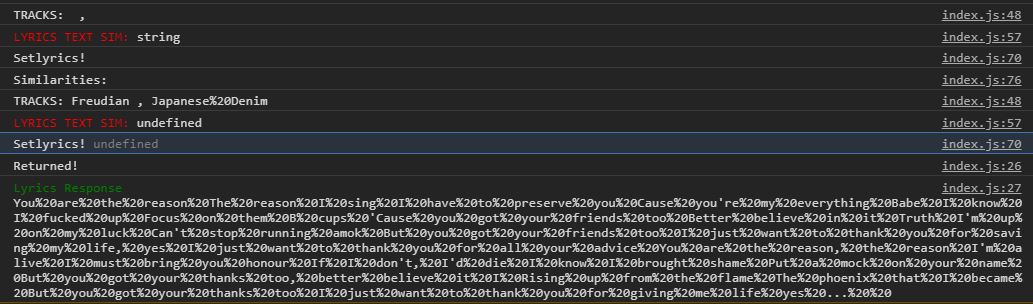 TRACKS:  , index.js:48
LYRICS TEXT SIM: string index.js:57
Setlyrics! index.js:70
Similarities: index.js:76
TRACKS: Freudian , Japanese%20Denim index.js:48
LYRICS TEXT SIM: undefined index.js:57
Setlyrics! undefined index.js:70
Returned! index.js:26
Lyrics Response index.js:27
You%20are%20the%20reason%20The%20reason%20I%20sing%20I%20have%20to%20preserve%20you%20Cause%20you're%20my%20everything%20Babe%20I%20know%20
I%20fucked%20up%20Focus%20on%20them%20B%20cups%20'Cause%20you%20got%20your%20friends%20too%20Better%20believe%20in%20it%20Truth%20I'm%20up%
20on%20my%20luck%20Can't%20stop%20running%20amok%20But%20you%20got%20your%20friends%20too%20I%20just%20want%20to%20thank%20you%20for%20savi
ng%20my%20life,%20yes%20I%20just%20want%20to%20thank%20you%20for%20all%20your%20advice%20You%20are%20the%20reason,%20the%20reason%20I'm%20a
live%20I%20must%20bring%20you%20honour%20If%20I%20don't,%20I'd%20die%20I%20know%20I%20brought%20shame%20Put%20a%20mock%20on%20your%20name%2
0But%20you%20got%20your%20thanks%20too,%20better%20believe%20it%20I%20Rising%20up%20from%20the%20flame%20The%20phoenix%20that%20I%20became%
20But%20you%20got%20your%20thanks%20too%20I%20just%20want%20to%20thank%20you%20for%20giving%20me%20life%20yes%20...%20%20